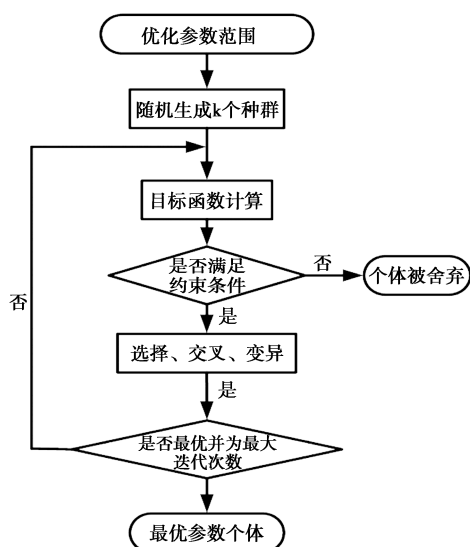 优化参数范围
随机生成k个种群
目标函数计算
是否满足
约束条件
否
个体被舍弃
是
否
选择、交叉、变异
是
是否最优并为最大
迭代次数
最优参数个体